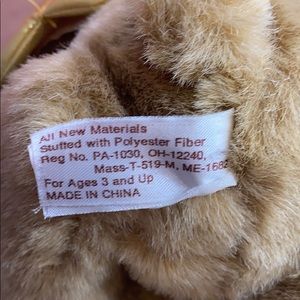 All New Materials
Stutted with Polyester Fiber
Reg No. PA-1030, OH-12240,
Mass-T-519-M, ME-1682
For Ages 3 and Up
MADE IN CHINA